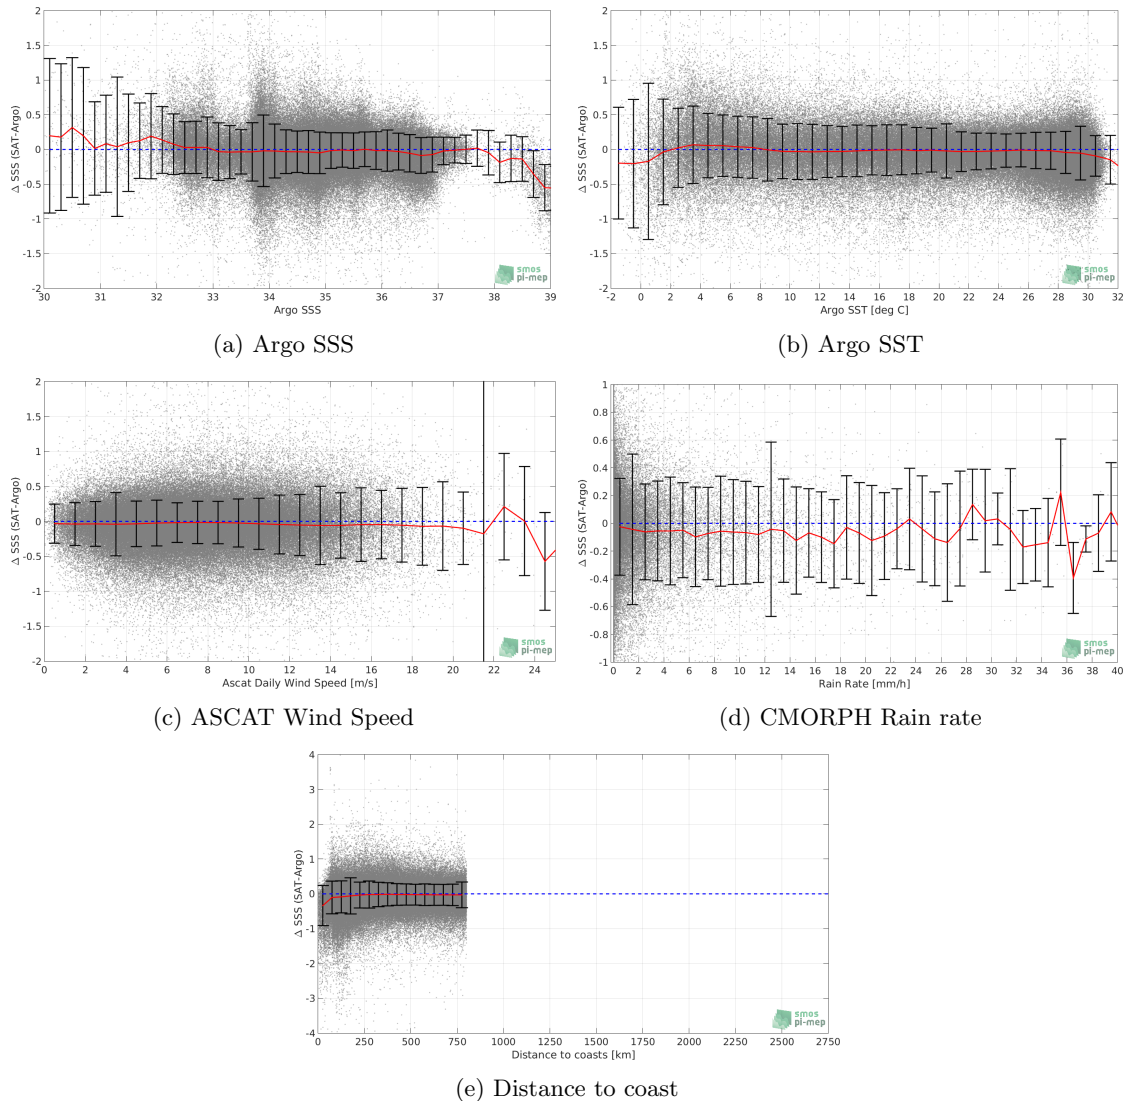 2
1.5
1
0.5
0
-0.5
-1
-1.5
-2
Δ SSS (SAT-Argo)
30 31 32 33 34 35 36 37 38 39
Argo SSS
smos
pi-mep
(a) Argo SSS
2
1.5
1
0.5
0
-0.5
-1
-1.5
-2
Δ SSS (SAT-Argo)
-2 0 2 4 6 8 10 12 14 16 18 20 22 24 26 28 30 32
Argo SST [deg C]
smos
pi-mep
(b) Argo SST
2
1.5
1
0.5
0
-0.5
-1
-1.5
-2
Δ SSS (SAT-Argo)
0 2 4 6 8 10 12 14 16 18 20 22 24
Ascat Daily Wind Speed [m/s]
smos
pi-mep
(c) ASCAT Wind Speed
1
0.8
0.6
0.4
0.2
0
-0.2
-0.4
-0.6
-0.8
-1
Δ SSS (SAT-Argo)
0 2 4 6 8 10 12 14 16 18 20 22 24 26 28 30 32 34 36 38 40
Rain Rate [mm/h]
smos
pi-mep
(d) CMORPH Rain rate
4
3
2
1
0
-1
-2
-3
-4
Δ SSS (SAT-Argo)
0 250 500 750 1000 1250 1500 1750 2000 2250 2500 2750
Distance to coasts [km]
smos
pi-mep
(e) Distance to coast